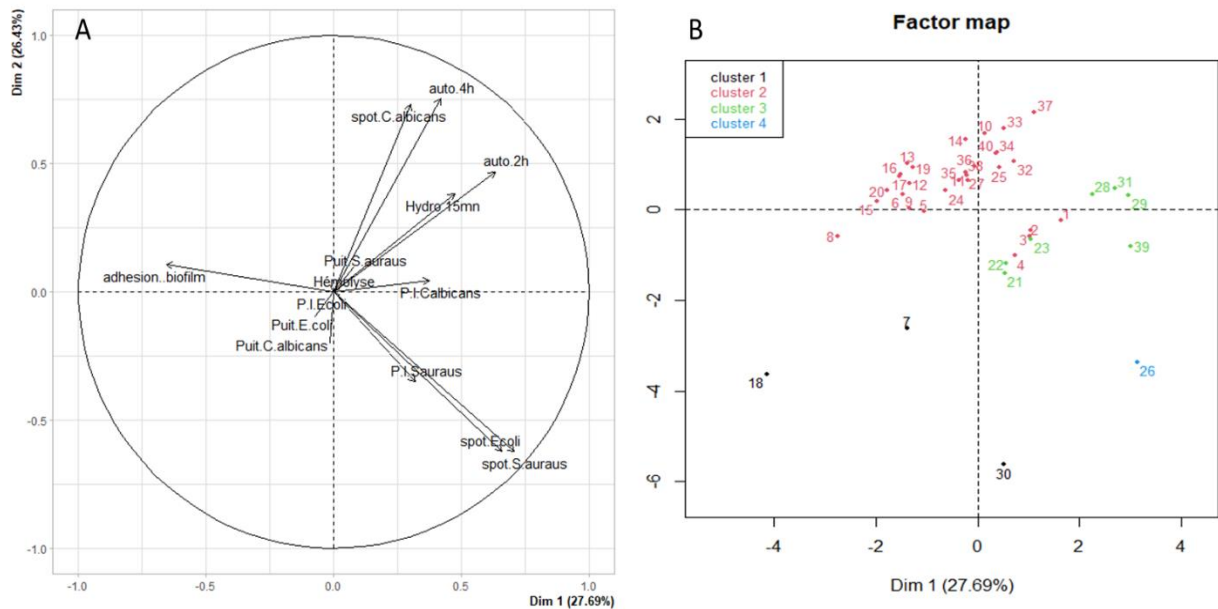 A
Dim 2 (26.43%)
1.0
0.5
0.0
-0.5
-1.0
auto.4h
spot.C.albicans
auto.2h
Hydro.15mn
Puit.S.auraus
adhesion..biofilm
Hémolyse
P.I.Calbicans
P.I.Ecoli
Puit.E.coli
Puit.C.albicans
P.I.Sauraus
spot.Ecoli
spot.S.auraus
-1.0
-0.5
0.0
0.5
1.0
Dim 1 (27.69%)
B
Factor map
cluster 1
cluster 2
cluster 3
cluster 4
2
0
-2
-4
-6
37
10
33
14
40
34
13
36
38
32
16
19
35
25
17
12
11
27
20
24
15
6
9
5
8
28
31
29
1
2
3
23
39
4
22
21
7
18
26
30
-4
-2
0
2
4
Dim 1 (27.69%)